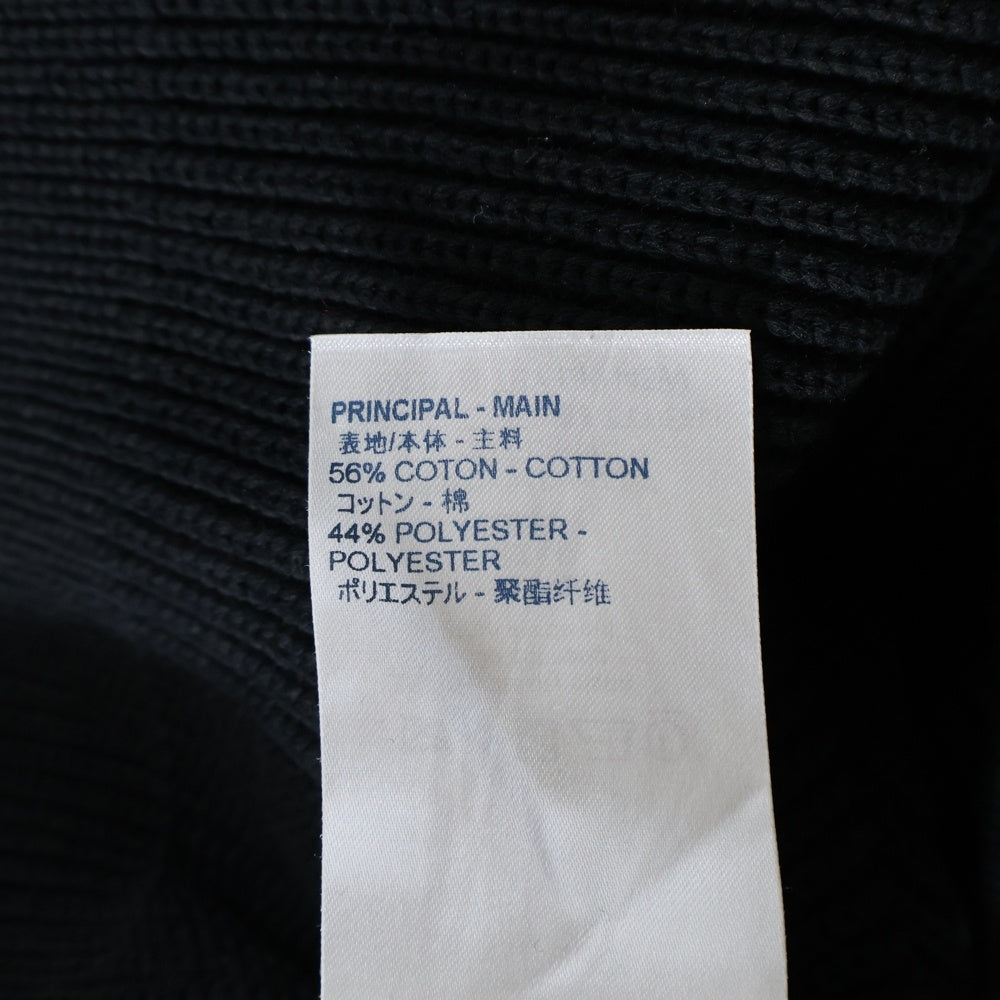 PRINCIPAL - MAIN
表地/本体 - 主料
56% COTON - COTTON
コットン - 棉
44% POLYESTER -
POLYESTER
ポリエステル - 聚酯纤维